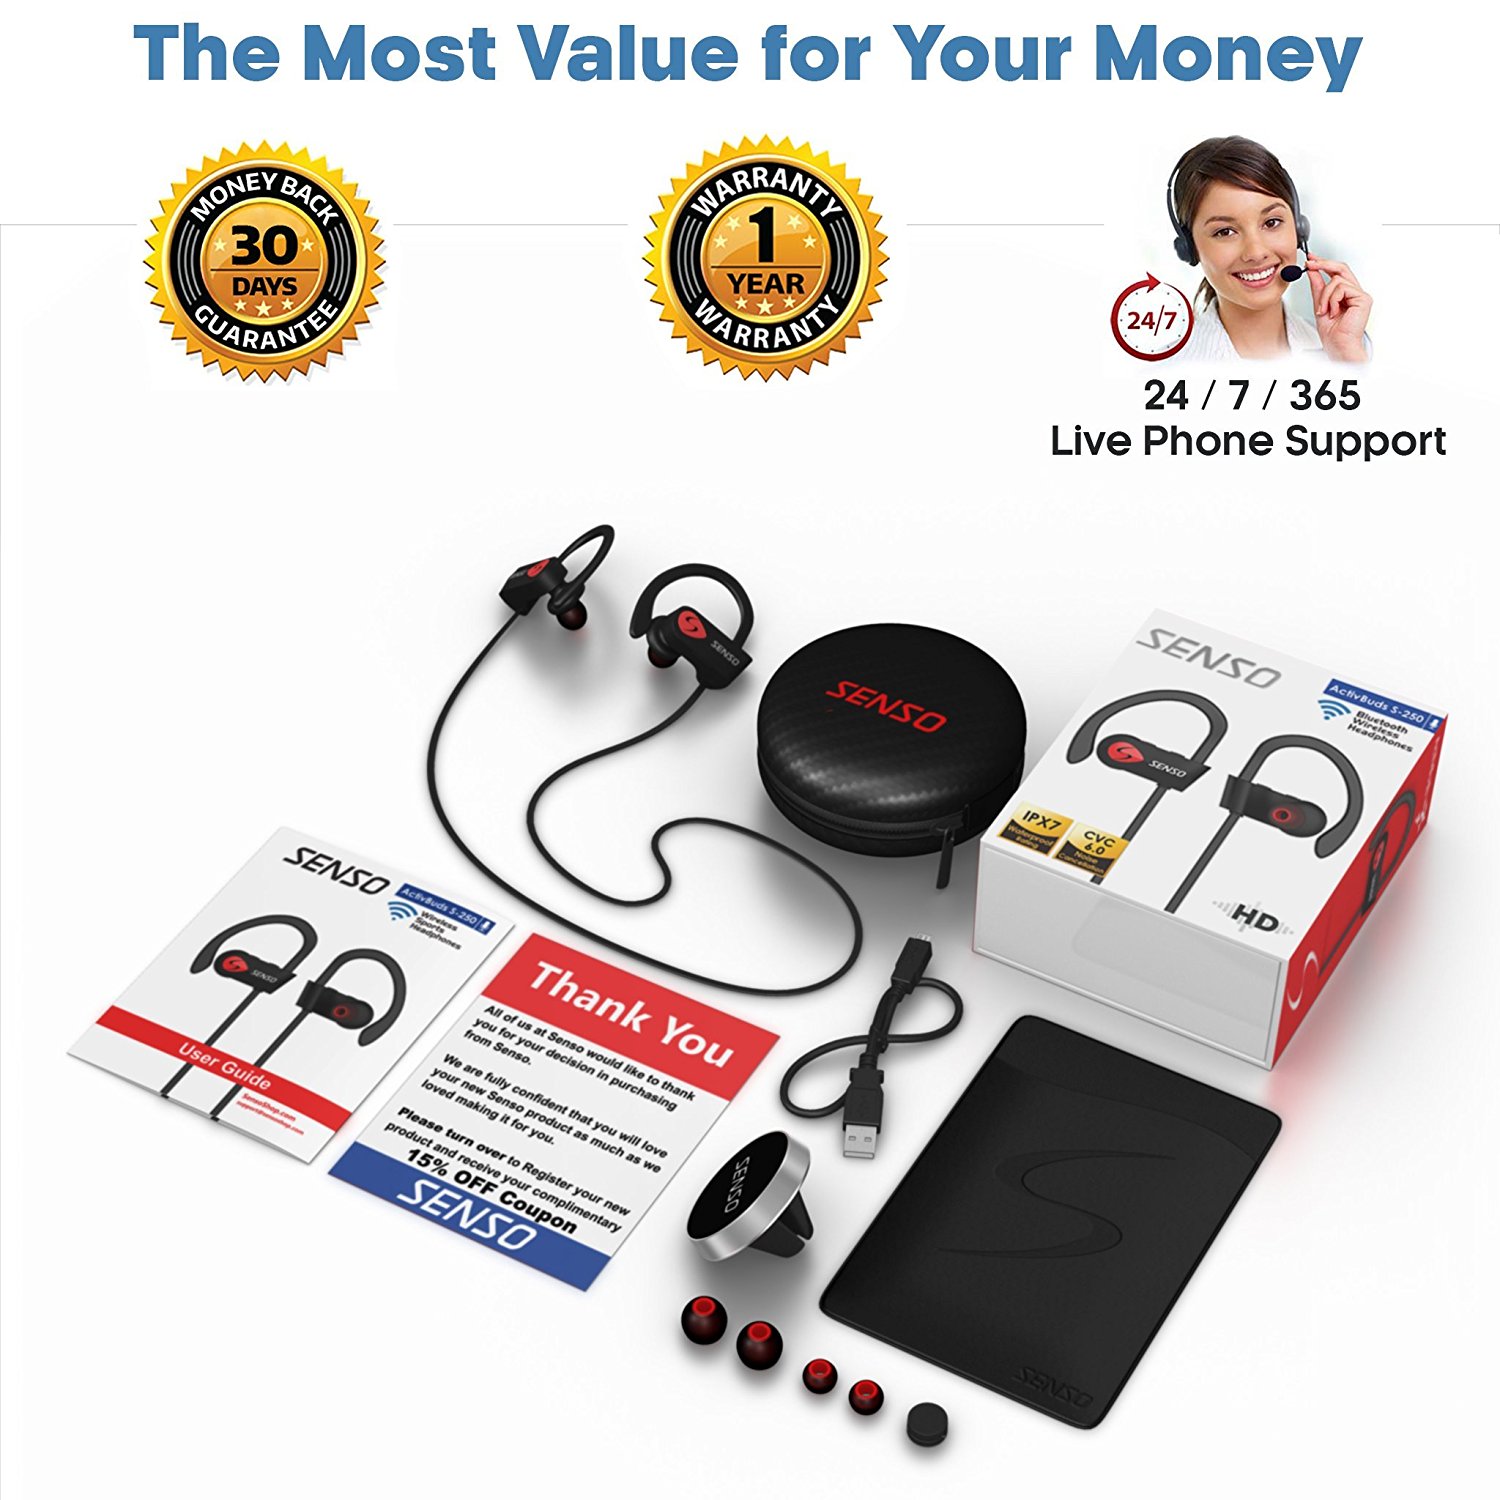 The Most Value for Your Money
MONEY BACK
30
DAYS
GUARANTEE
WARRANTY
1
YEAR
WARRANTY
24/7
24 / 7 / 365
Live Phone Support
SENSO
SENSO
SENSO
ActivBuds S-250
Bluetooth
Wireless
Headphones
SENSO
IPX7
Waterproof
Rating
CVC
6.0
Noise
Cancellation
HD
SENSO
ActivBuds S-250
Wireless
Sports
Headphones
SENSO
User Guide
SensoShop.com
support@sensoshop.com
Thank You
All of us at Senso would like to thank
you for your decision in purchasing
from Senso.
We are fully confident that you will love
your new Senso product as much as we
loved making it for you.
Please turn over to Register your new
product and receive your complimentary
15% OFF Coupon
SENSO
SENSO
SENSO